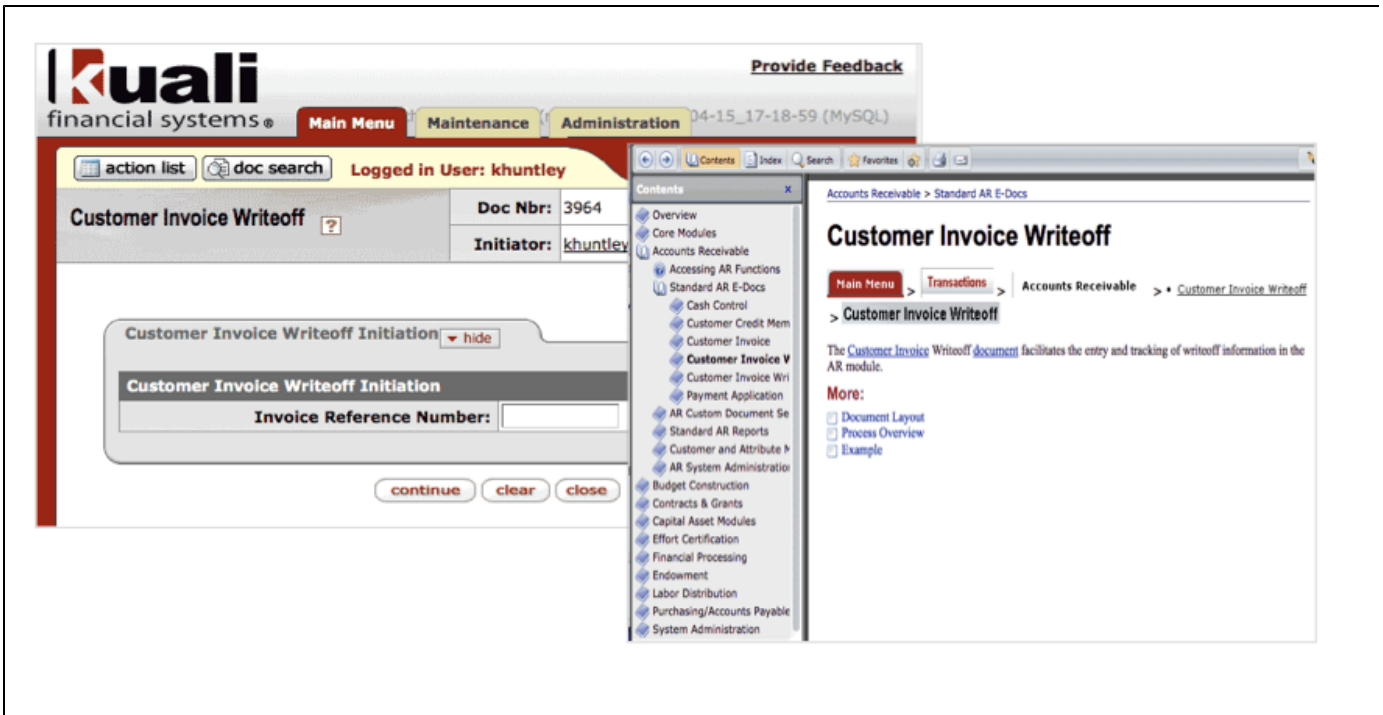 kuali
financial systems®
Provide Feedback
Main Menu
Maintenance
Administration
04-15_17-18-59 (MySQL)
action list
doc search
Logged in User: khuntley
Customer Invoice Writeoff ?
Doc Nbr: 3964
Initiator: khuntley
Customer Invoice Writeoff Initiation
hide
Customer Invoice Writeoff Initiation
Invoice Reference Number:
continue
clear
close
Contents
Index
Search
Favorites
Contents x
Overview
Core Modules
Accounts Receivable
Accessing AR Functions
Standard AR E-Docs
Cash Control
Customer Credit Mem
Customer Invoice
Customer Invoice W
Customer Invoice Wri
Payment Application
AR Custom Document Se
Standard AR Reports
Customer and Attribute M
AR System Administration
Budget Construction
Contracts & Grants
Capital Asset Modules
Effort Certification
Financial Processing
Endowment
Labor Distribution
Purchasing/Accounts Payable
System Administration
Accounts Receivable > Standard AR E-Docs
Customer Invoice Writeoff
Main Menu > Transactions > Accounts Receivable > • Customer Invoice Writeoff
> Customer Invoice Writeoff
The Customer Invoice Writeoff document facilitates the entry and tracking of writeoff information in the
AR module.
More:
Document Layout
Process Overview
Example